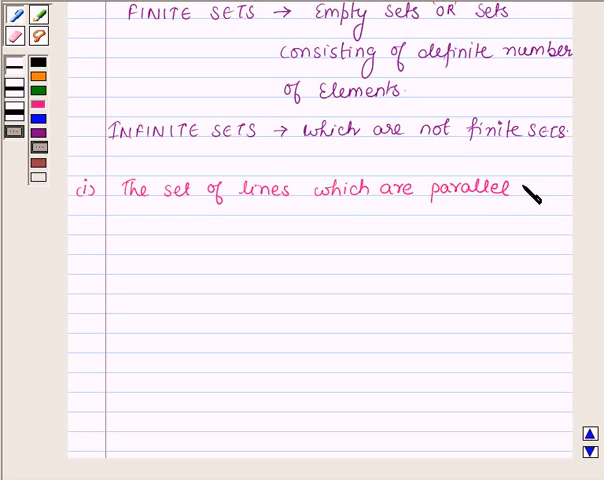 FINITE SETS → Empty sets 'OR' sets
consisting of definite number
of Elements.
INFINITE SETS → which are not finite sets.
(i) The set of lines which are parallel